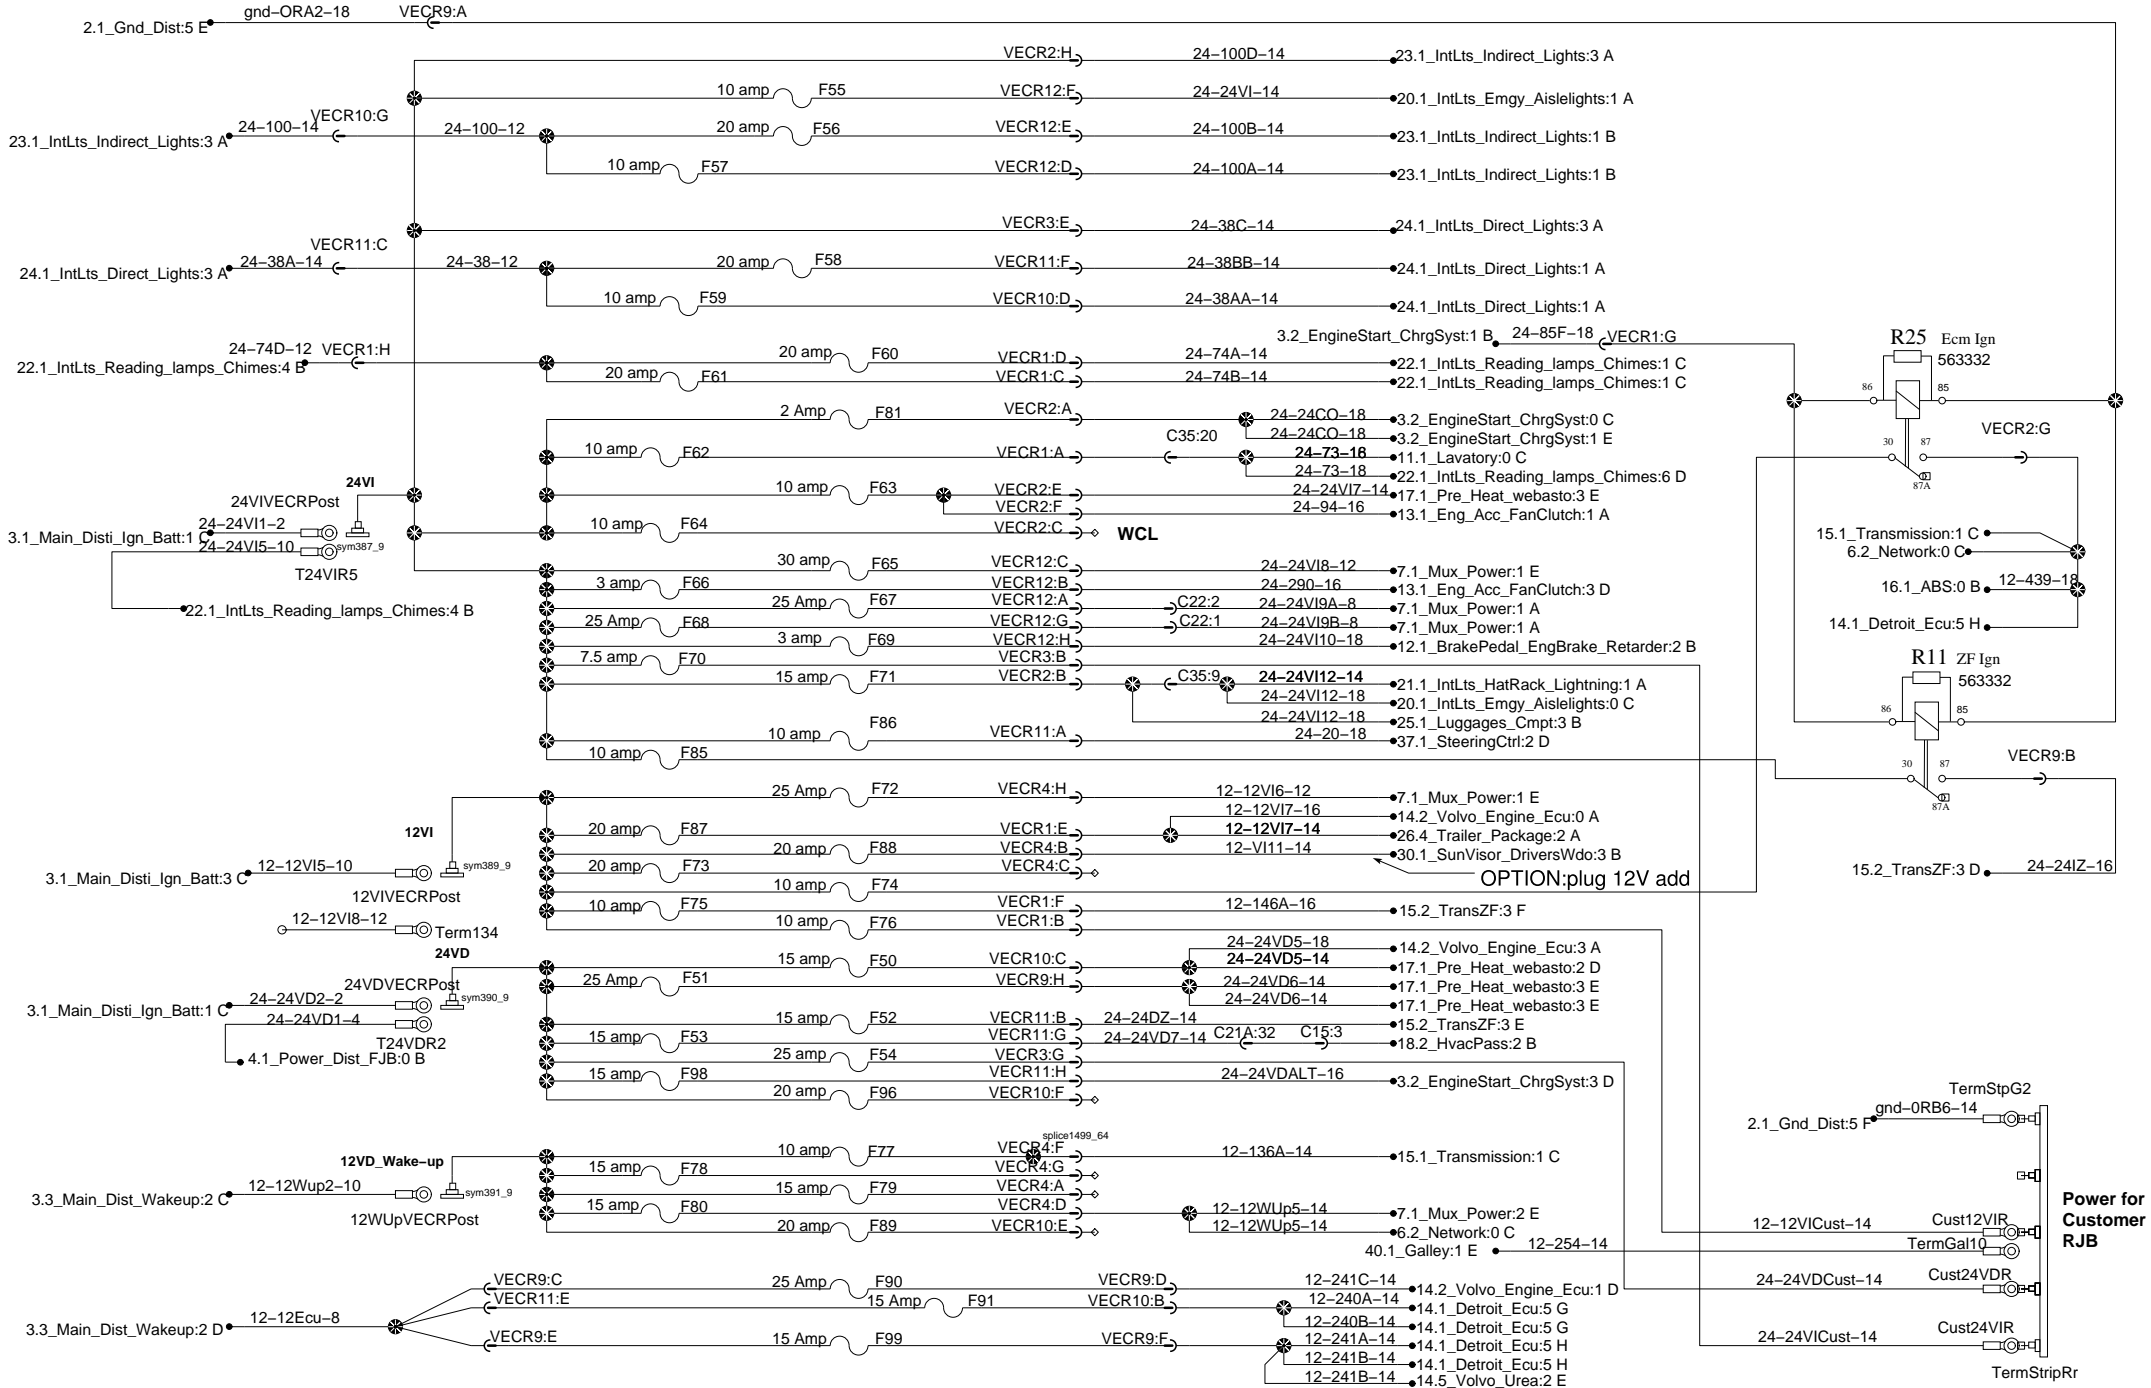 gnd–ORA2–18 VECR9:A
2.1_Gnd_Dist:5 E
VECR2:H 24–100D–14 23.1_IntLts_Indirect_Lights:3 A
10 amp F55 VECR12:F 24–24VI–14 20.1_IntLts_Emgy_Aislelights:1 A
VECR10:G
23.1_IntLts_Indirect_Lights:3 A 24–100–14 24–100–12 20 amp F56 VECR12:E 24–100B–14 23.1_IntLts_Indirect_Lights:1 B
10 amp F57 VECR12:D 24–100A–14 23.1_IntLts_Indirect_Lights:1 B
VECR3:E 24–38C–14 24.1_IntLts_Direct_Lights:3 A
VECR11:C
24.1_IntLts_Direct_Lights:3 A 24–38A–14 24–38–12 20 amp F58 VECR11:F 24–38BB–14 24.1_IntLts_Direct_Lights:1 A
10 amp F59 VECR10:D 24–38AA–14 24.1_IntLts_Direct_Lights:1 A
3.2_EngineStart_ChrgSyst:1 B 24–85F–18 VECR1:G
R25 Ecm Ign
563332
24–74D–12 VECR1:H
22.1_IntLts_Reading_lamps_Chimes:4 B 20 amp F60 VECR1:D 24–74A–14 22.1_IntLts_Reading_lamps_Chimes:1 C
20 amp F61 VECR1:C 24–74B–14 22.1_IntLts_Reading_lamps_Chimes:1 C
86 85
2 Amp F81 VECR2:A 24–24CO–18 3.2_EngineStart_ChrgSyst:0 C
24–24CO–18 3.2_EngineStart_ChrgSyst:1 E
C35:20
VECR2:G
30 87
87A
10 amp F62 VECR1:A 24–73–16 11.1_Lavatory:0 C
24–73–18 22.1_IntLts_Reading_lamps_Chimes:6 D
24VI
24VIVECRPost
10 amp F63 VECR2:E 24–24VI7–14 17.1_Pre_Heat_webasto:3 E
VECR2:F 24–94–16 13.1_Eng_Acc_FanClutch:1 A
3.1_Main_Disti_Ign_Batt:1 C 24–24VI1–2 10 amp F64 VECR2:C WCL
24–24VI5–10 sym387_9
T24VIR5
22.1_IntLts_Reading_lamps_Chimes:4 B
15.1_Transmission:1 C
6.2_Network:0 C
16.1_ABS:0 B 12–439–18
14.1_Detroit_Ecu:5 H
30 amp F65 VECR12:C 24–24VI8–12 7.1_Mux_Power:1 E
3 amp F66 VECR12:B 24–290–16 13.1_Eng_Acc_FanClutch:3 D
25 Amp F67 VECR12:A C22:2 24–24VI9A–8 7.1_Mux_Power:1 A
25 Amp F68 VECR12:G C22:1 24–24VI9B–8 7.1_Mux_Power:1 A
3 amp F69 VECR12:H 24–24VI10–18 12.1_BrakePedal_EngBrake_Retarder:2 B
7.5 amp F70 VECR3:B
15 amp F71 VECR2:B C35:9 24–24VI12–14 21.1_IntLts_HatRack_Lightning:1 A
24–24VI12–18 20.1_IntLts_Emgy_Aislelights:0 C
24–24VI12–18 25.1_Luggages_Cmpt:3 B
10 amp F86 VECR11:A 24–20–18 37.1_SteeringCtrl:2 D
10 amp F85
R11 ZF Ign
563332
86 85
30 87
87A
VECR9:B
15.2_TransZF:3 D 24–24IZ–16
25 Amp F72 VECR4:H 12–12VI6–12 7.1_Mux_Power:1 E
12–12VI7–16 14.2_Volvo_Engine_Ecu:0 A
12VI
20 amp F87 VECR1:E 12–12VI7–14 26.4_Trailer_Package:2 A
20 amp F88 VECR4:B 12–VI11–14 30.1_SunVisor_DriversWdo:3 B
3.1_Main_Disti_Ign_Batt:3 C 12–12VI5–10 sym389_9 20 amp F73 VECR4:C
OPTION:plug 12V add
12VIVECRPost
10 amp F74
10 amp F75 VECR1:F 12–146A–16 15.2_TransZF:3 F
12–12VI8–12 Term134
10 amp F76 VECR1:B
24VD
24–24VD5–18 14.2_Volvo_Engine_Ecu:3 A
15 amp F50 VECR10:C 24–24VD5–14 17.1_Pre_Heat_webasto:2 D
24VDVECRPost
25 Amp F51 VECR9:H 24–24VD6–14 17.1_Pre_Heat_webasto:3 E
24–24VD6–14 17.1_Pre_Heat_webasto:3 E
3.1_Main_Disti_Ign_Batt:1 C 24–24VD2–2 sym390_9
24–24VD1–4
T24VDR2
4.1_Power_Dist_FJB:0 B
15 amp F52 VECR11:B 24–24DZ–14 15.2_TransZF:3 E
15 amp F53 VECR11:G 24–24VD7–14 C21A:32 C15:3 18.2_HvacPass:2 B
25 amp F54 VECR3:G
15 amp F98 VECR11:H 24–24VDALT–16 3.2_EngineStart_ChrgSyst:3 D
20 amp F96 VECR10:F
TermStpG2
2.1_Gnd_Dist:5 F gnd–0RB6–14
splice1499_64
12VD_Wake–up
10 amp F77 VECR4:F 12–136A–14 15.1_Transmission:1 C
15 amp F78 VECR4:G
3.3_Main_Dist_Wakeup:2 C 12–12Wup2–10 sym391_9 15 amp F79 VECR4:A
12WUpVECRPost
15 amp F80 VECR4:D 12–12WUp5–14 7.1_Mux_Power:2 E
20 amp F89 VECR10:E 12–12WUp5–14 6.2_Network:0 C
Power for
Customer
RJB
12–12VICust–14 Cust12VIR
40.1_Galley:1 E 12–254–14 TermGal10
24–24VDCust–14 Cust24VDR
24–24VICust–14 Cust24VIR
TermStripRr
VECR9:C 25 Amp F90 VECR9:D 12–241C–14 14.2_Volvo_Engine_Ecu:1 D
VECR11:E 15 Amp F91 VECR10:B 12–240A–14 14.1_Detroit_Ecu:5 G
3.3_Main_Dist_Wakeup:2 D 12–12Ecu–8 12–240B–14 14.1_Detroit_Ecu:5 G
VECR9:E 15 Amp F99 VECR9:F 12–241A–14 14.1_Detroit_Ecu:5 H
12–241B–14 14.1_Detroit_Ecu:5 H
12–241B–14 14.5_Volvo_Urea:2 E